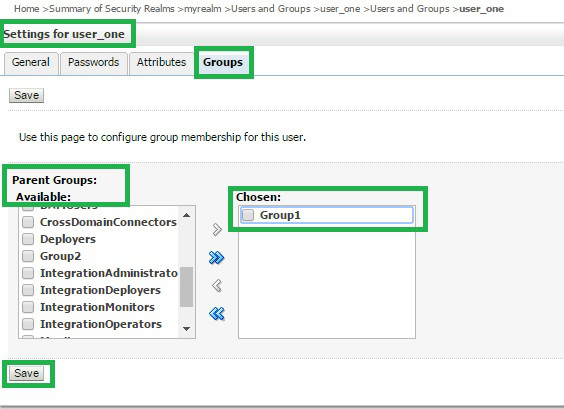 Home >Summary of Security Realms >myrealm >Users and Groups >user_one >Users and Groups >user_one
Settings for user_one
General Passwords Attributes Groups
Save
Use this page to configure group membership for this user.
Parent Groups:
Available:
Chosen:
Group1
CrossDomainConnectors
Deployers
Group2
IntegrationAdministrato
IntegrationDeployers
IntegrationMonitors
IntegrationOperators
Save